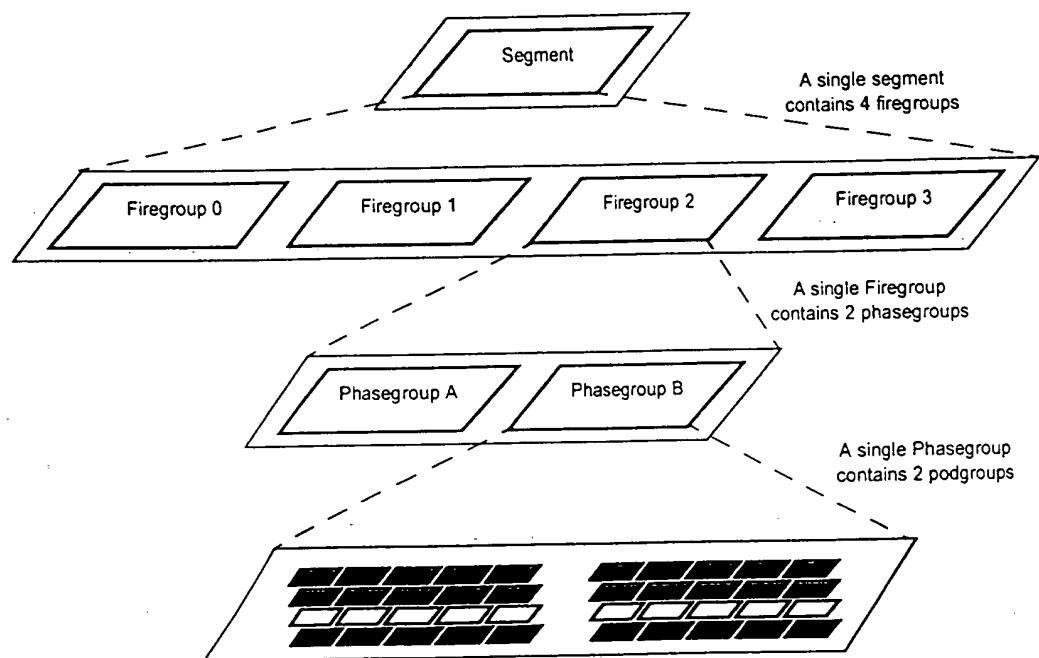 Segment
A single segment
contains 4 firegroups
Firegroup 0
Firegroup 1
Firegroup 2
Firegroup 3
A single Firegroup
contains 2 phasegroups
Phasegroup A
Phasegroup B
A single Phasegroup
contains 2 podgroups